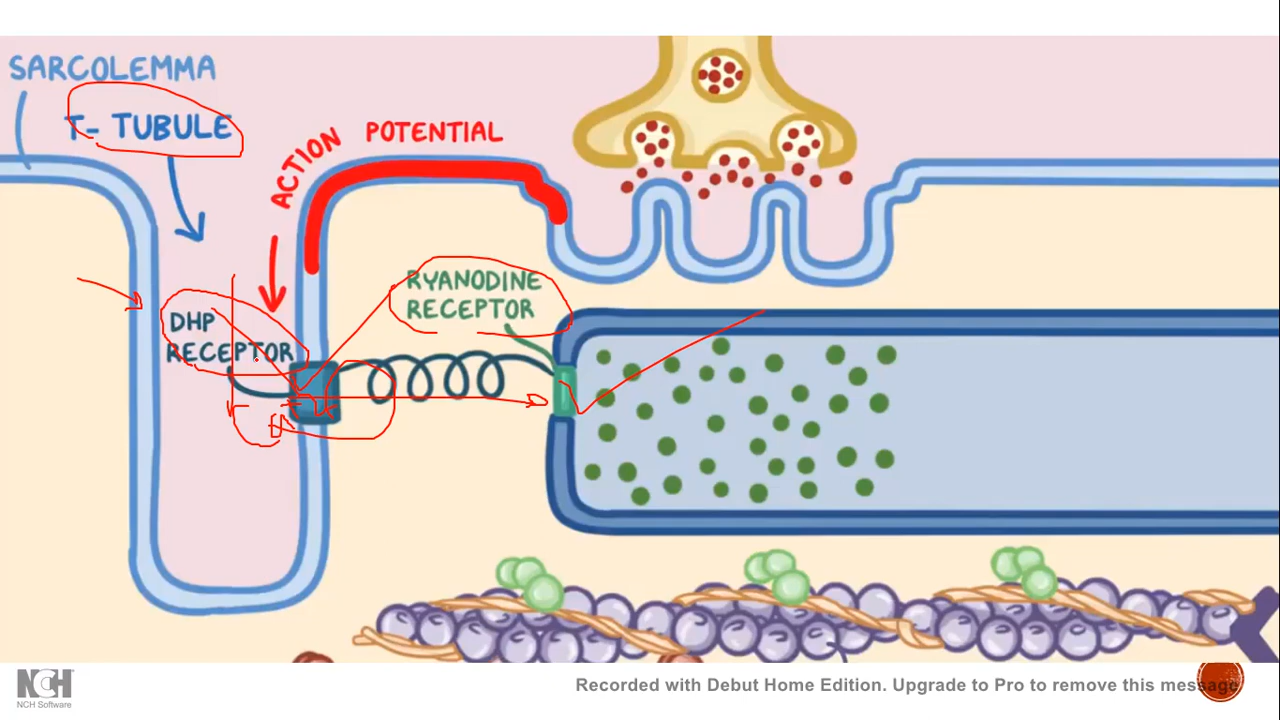 SARCOLEMMA
T- TUBULE
ACTION POTENTIAL
DHP
RECEPTOR
RYANODINE
RECEPTOR
NCH
NCH Software
Recorded with Debut Home Edition. Upgrade to Pro to remove this message